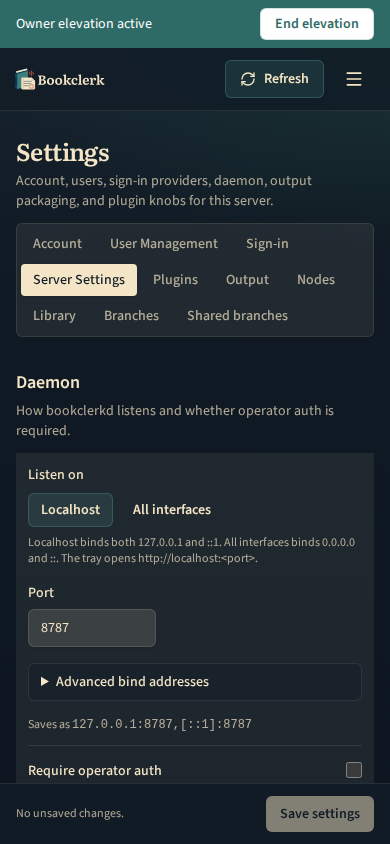 Owner elevation active
End elevation
Bookclerk
Refresh
Settings
Account, users, sign-in providers, daemon, output
packaging, and plugin knobs for this server.
Account User Management Sign-in
Server Settings Plugins Output Nodes
Library Branches Shared branches
Daemon
How bookclerkd listens and whether operator auth is
required.
Listen on
Localhost All interfaces
Localhost binds both 127.0.0.1 and ::1. All interfaces binds 0.0.0.0
and ::. The tray opens http://localhost:<port>.
Port
8787
Advanced bind addresses
Saves as 127.0.0.1:8787,[::1]:8787
Require operator auth
No unsaved changes.
Save settings